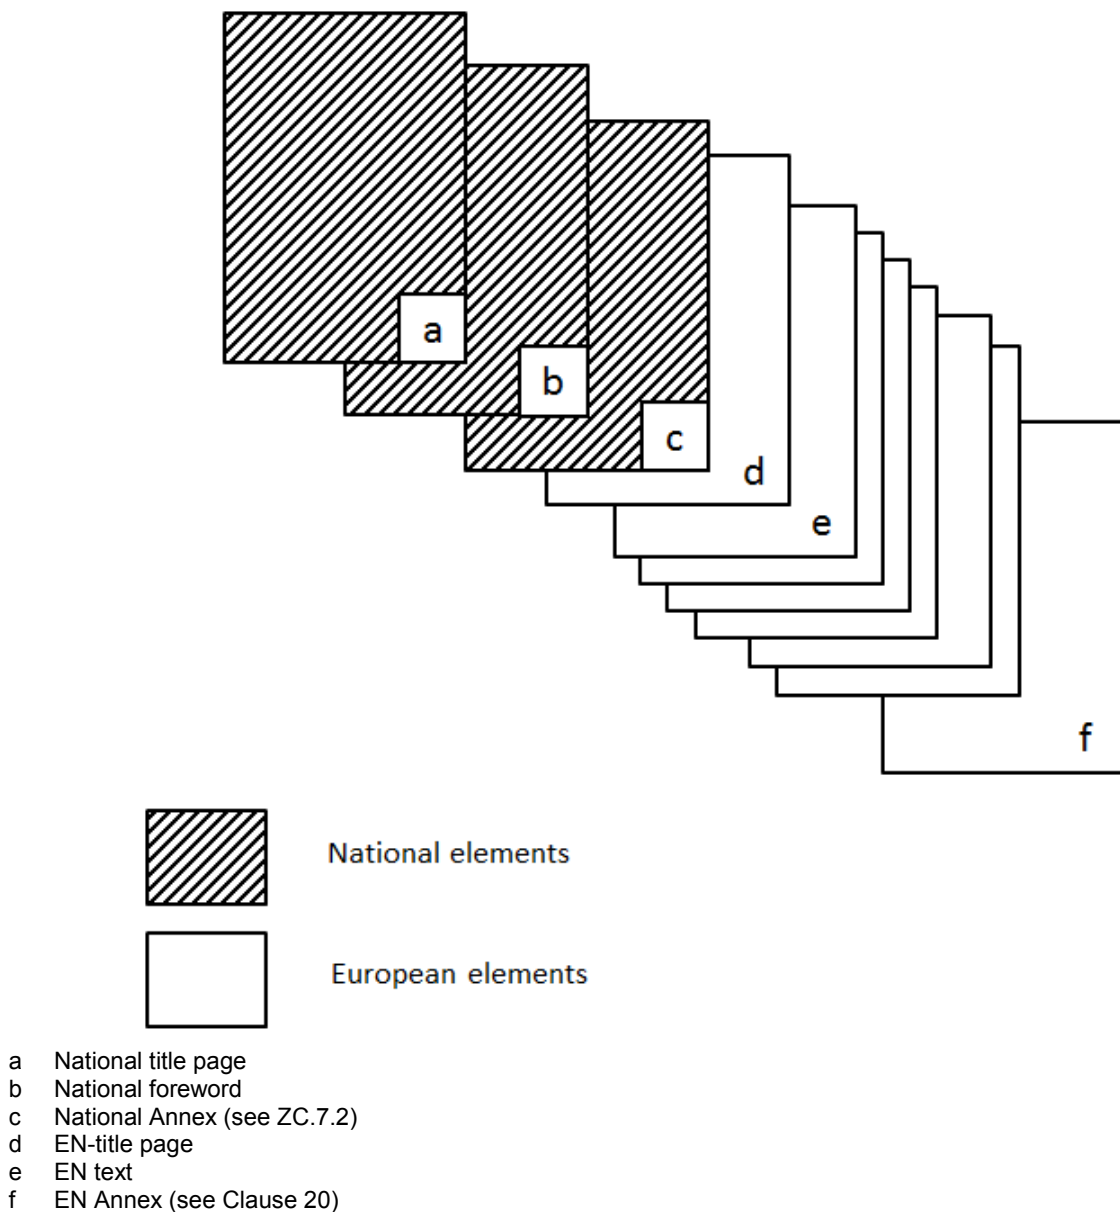 a
b
c
d
e
f
National elements
European elements
a National title page
b National foreword
c National Annex (see ZC.7.2)
d EN-title page
e EN text
f EN Annex (see Clause 20)